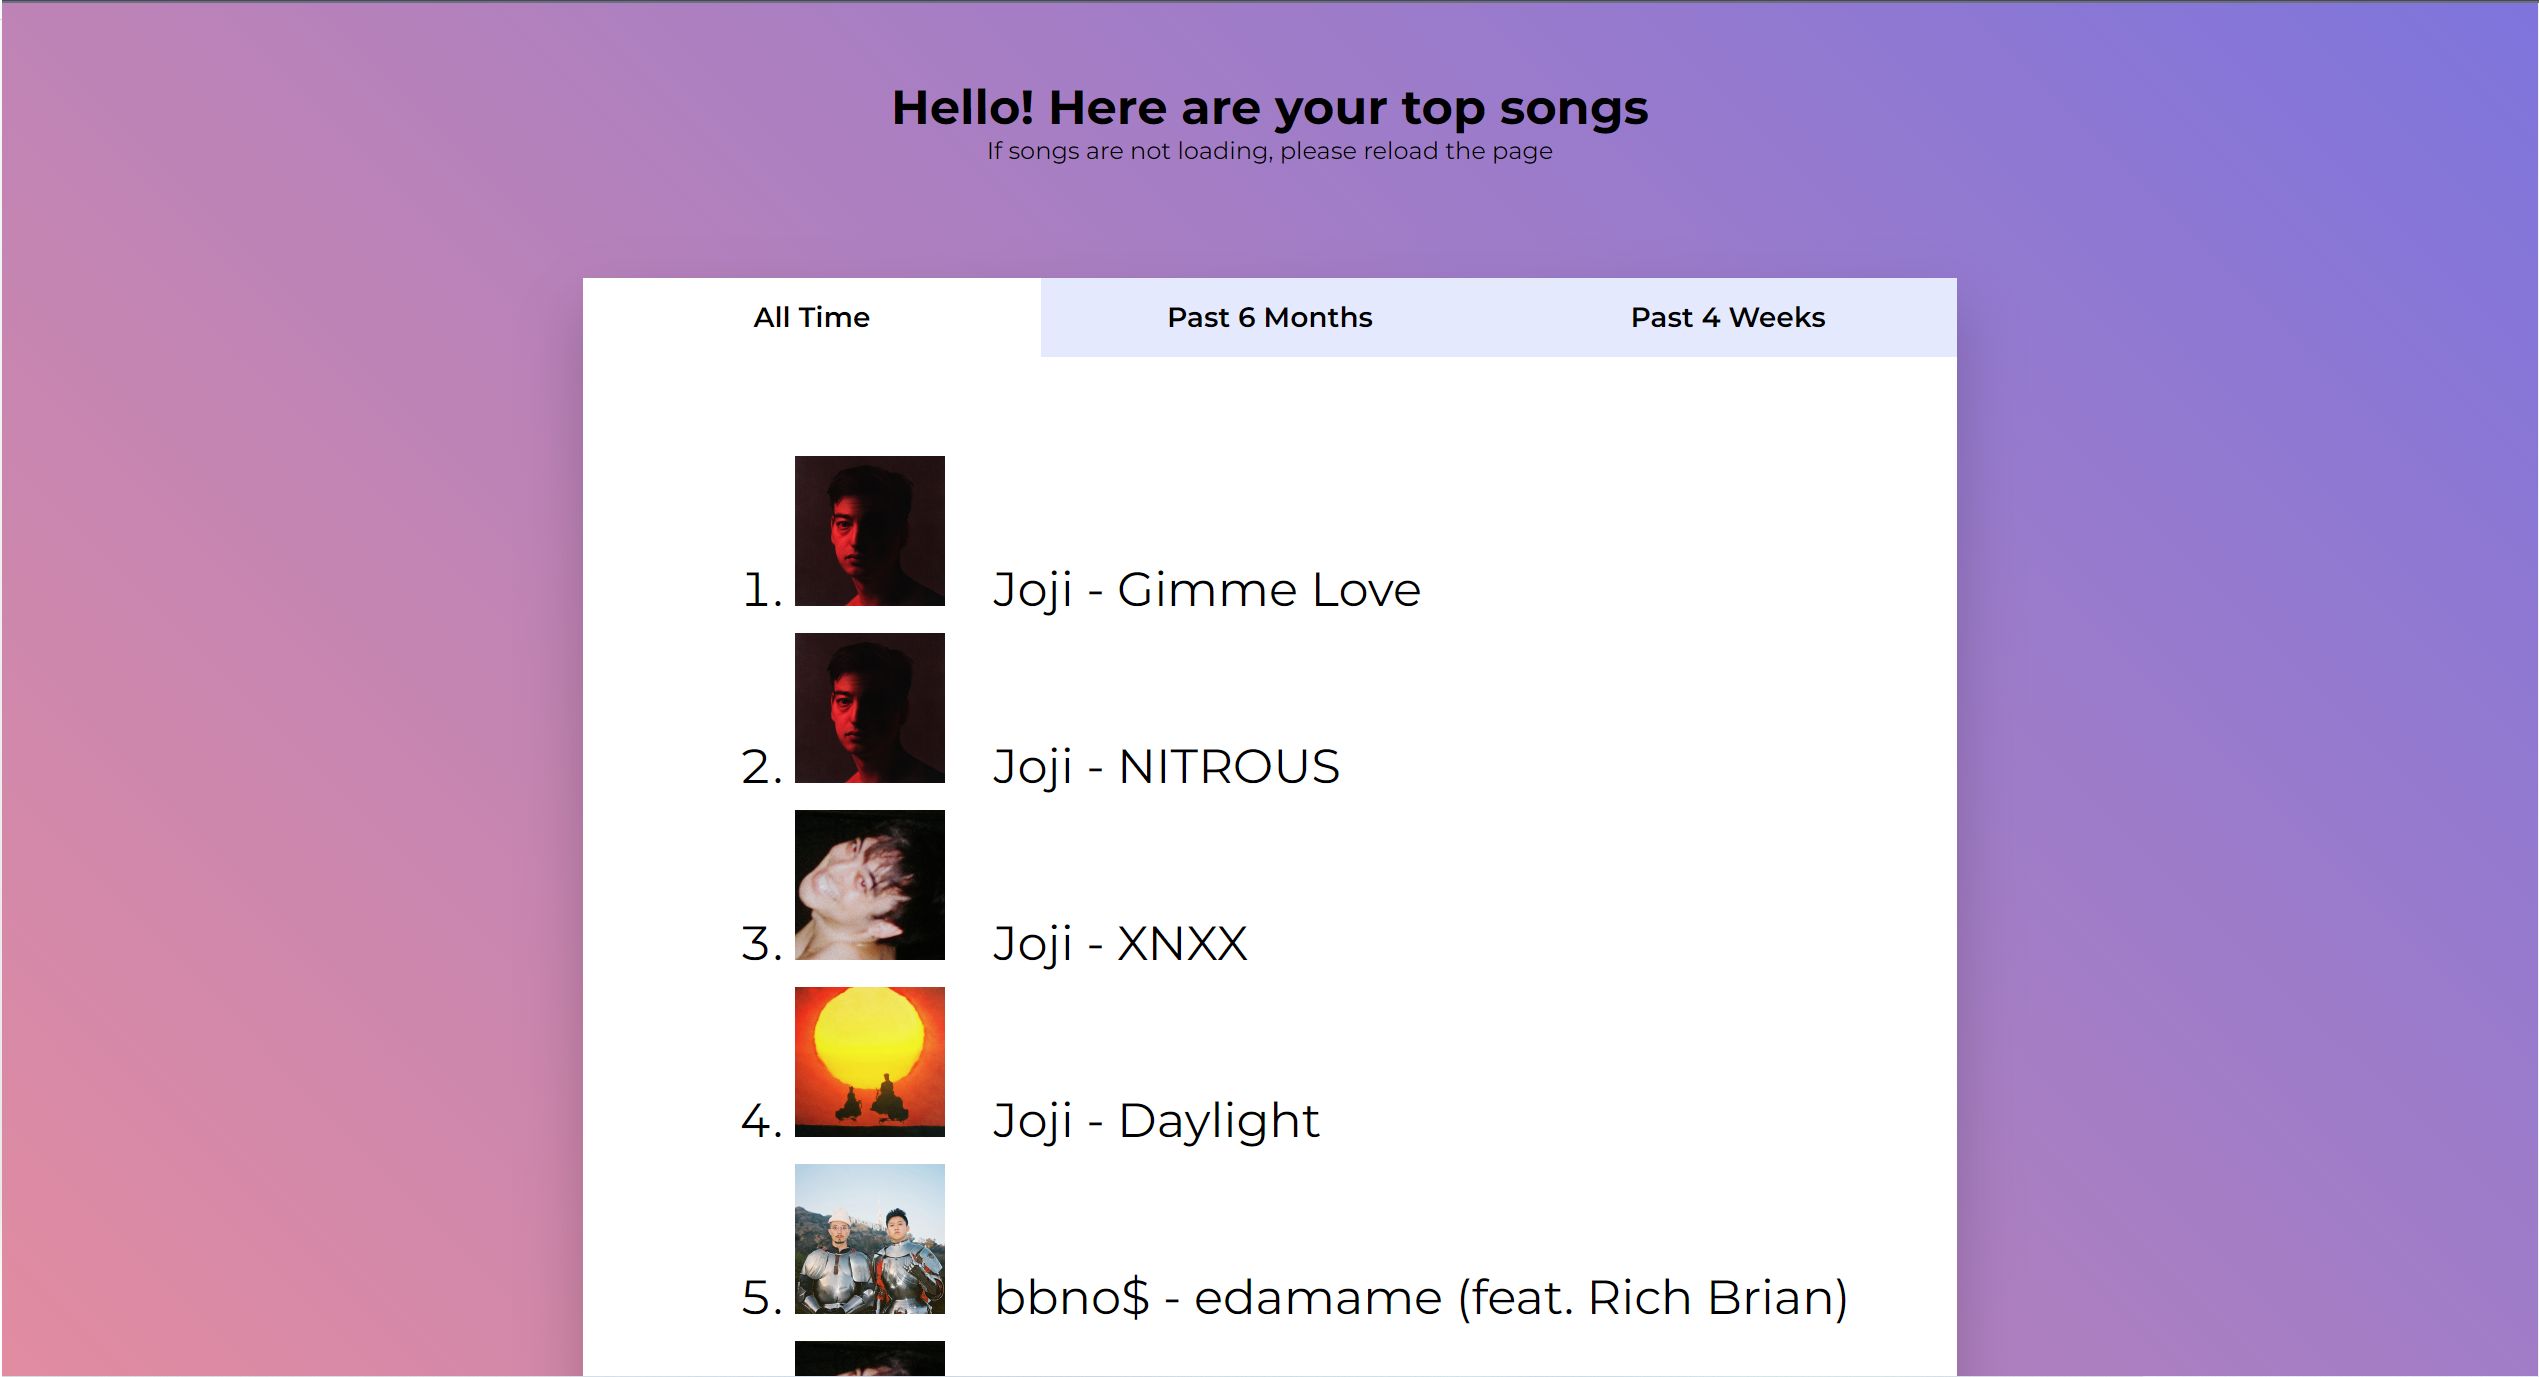 Hello! Here are your top songs
If songs are not loading, please reload the page
All Time Past 6 Months Past 4 Weeks
1. Joji - Gimme Love
2. Joji - NITROUS
3. Joji - XNXX
4. Joji - Daylight
5. bbno$ - edamame (feat. Rich Brian)